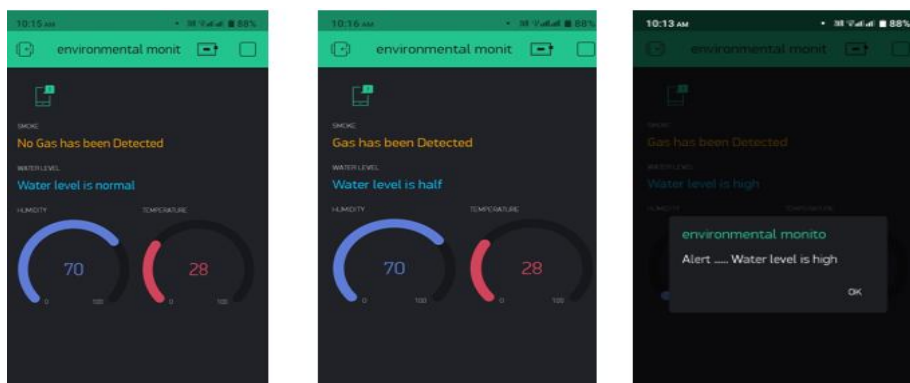 10:15 AM 88%
environmental monit
SMOKE
No Gas has been Detected
WATER LEVEL
Water level is normal
HUMIDITY TEMPERATURE
70 28
0 100 0 100
10:16 AM 88%
environmental monit
SMOKE
Gas has been Detected
WATER LEVEL
Water level is half
HUMIDITY TEMPERATURE
70 28
0 100 0 100
10:13 AM 88%
environmental monit
SMOKE
Gas has been Detected
WATER LEVEL
Water level is high
HUMIDITY TEMPERATURE
environmental monito
Alert ..... Water level is high
OK